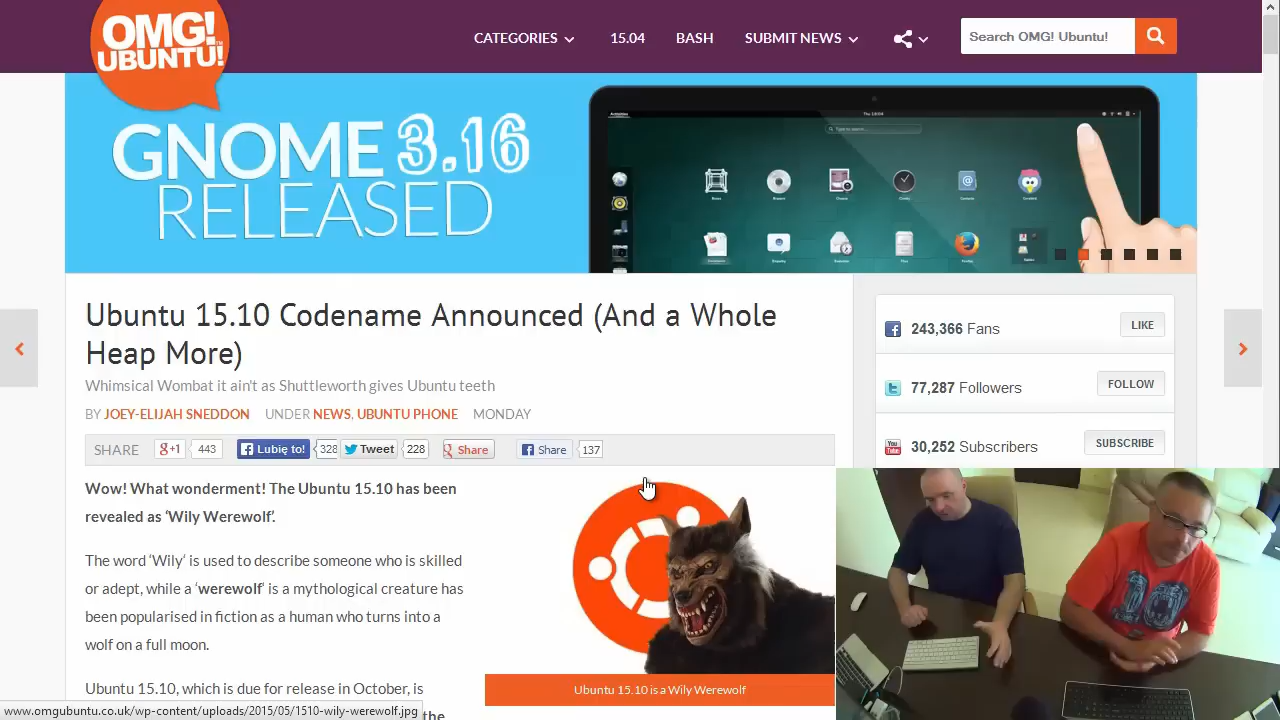 OMG!
UBUNTU!
CATEGORIES
15.04
BASH
SUBMIT NEWS
Search OMG! Ubuntu!
GNOME 3.16
RELEASED
Ubuntu 15.10 Codename Announced (And a Whole
Heap More)
Whimsical Wombat it ain't as Shuttleworth gives Ubuntu teeth
BY JOEY-ELIJAH SNEDDON UNDER NEWS, UBUNTU PHONE MONDAY
SHARE g+1 443 Lubię to! 328 Tweet 228 Share Share 137
243,366 Fans LIKE
77,287 Followers FOLLOW
30,252 Subscribers SUBSCRIBE
Wow! What wonderment! The Ubuntu 15.10 has been
revealed as ‘Wily Werewolf’.
The word ‘Wily‘ is used to describe someone who is skilled
or adept, while a ‘werewolf‘ is a mythological creature has
been popularised in fiction as a human who turns into a
wolf on a full moon.
Ubuntu 15.10, which is due for release in October, is
Ubuntu 15.10 is a Wily Werewolf
www.omgubuntu.co.uk/wp-content/uploads/2015/05/1510-wily-werewolf.jpg
the